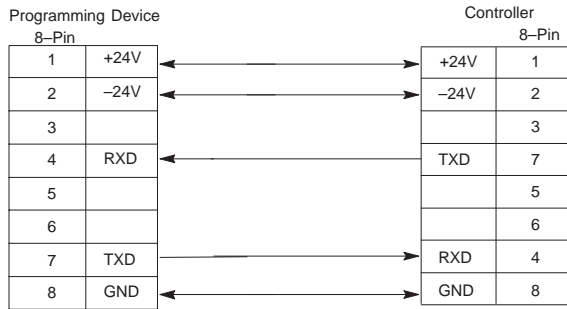 Programming Device Controller
8–Pin 8–Pin
1 +24V +24V 1
2 –24V –24V 2
3 3
4 RXD TXD 7
5 5
6 6
7 TXD RXD 4
8 GND GND 8